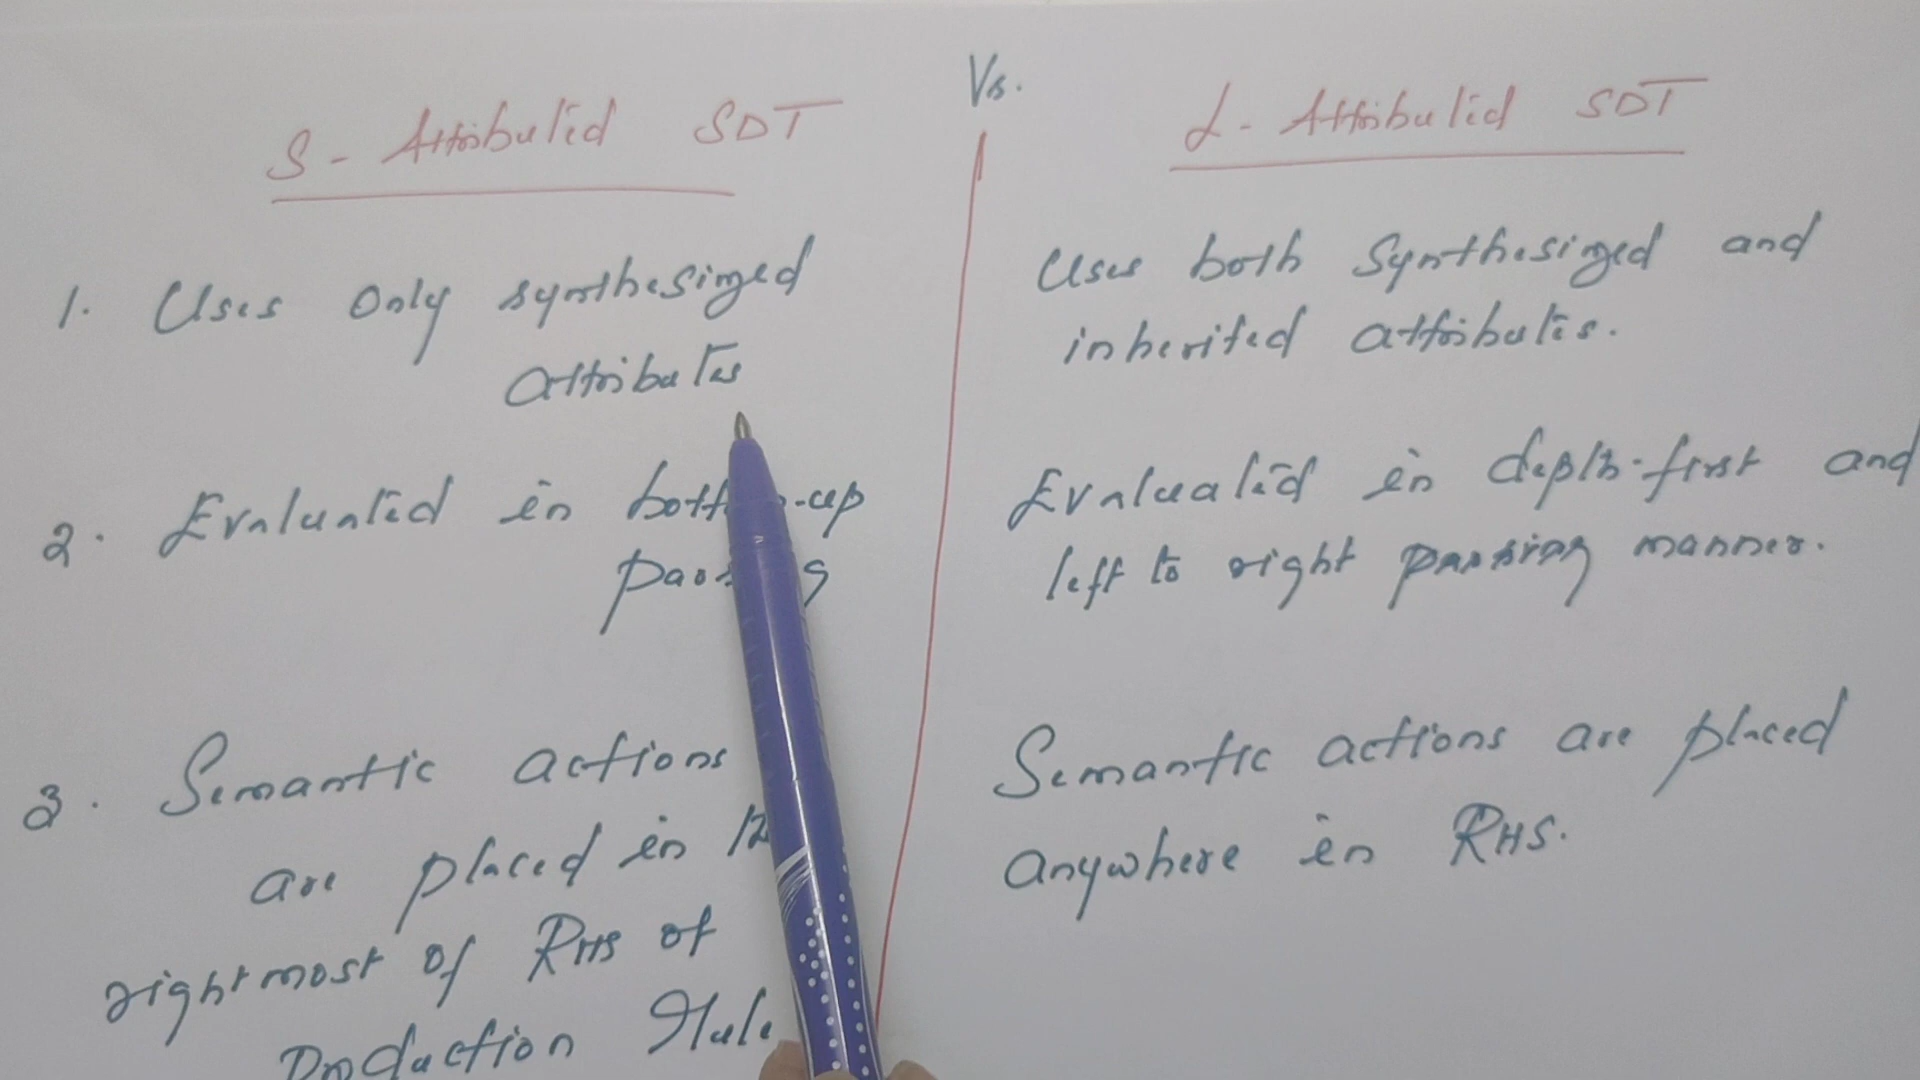 Vs.
S - Attributed SDT
1. Uses Only synthesized
attributes
2. Evaluated in
3. Semantic actions
are placed in
rightmost of RHS of
Production Rule
L - Attributed SDT
Uses both Synthesized and
inherited attributes.
Evaluated in depth-first and
left to right parsing manner.
Semantic actions are placed
anywhere in RHS.